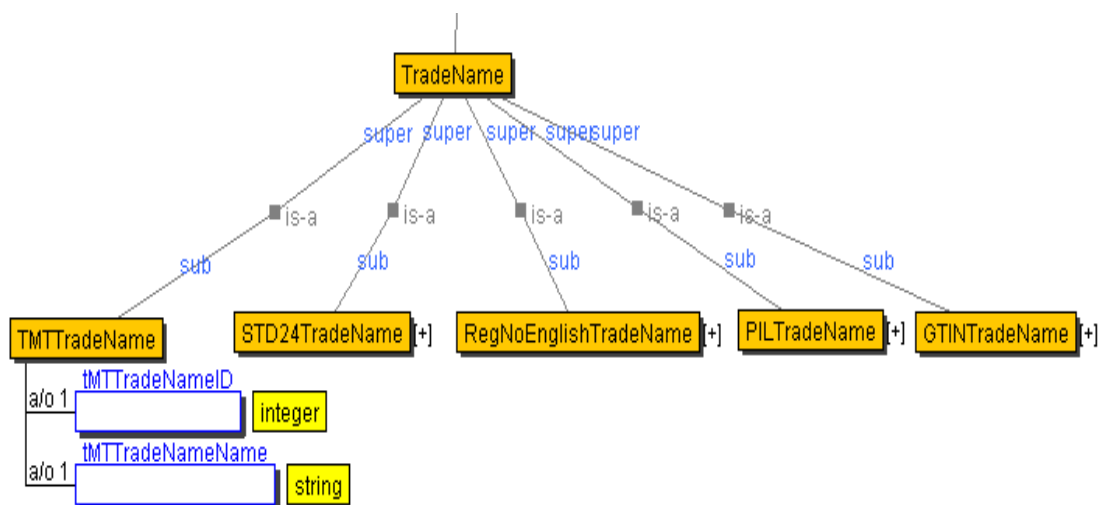 TradeName
super super super super super
is-a is-a is-a is-a is-a
sub sub sub sub sub
TMTTradeName STD24TradeName [+] RegNoEnglishTradeName [+] PILTradeName [+] GTINTradeName [+]
tMTTradeNameID
a/o 1 integer
tMTTradeNameName
a/o 1 string